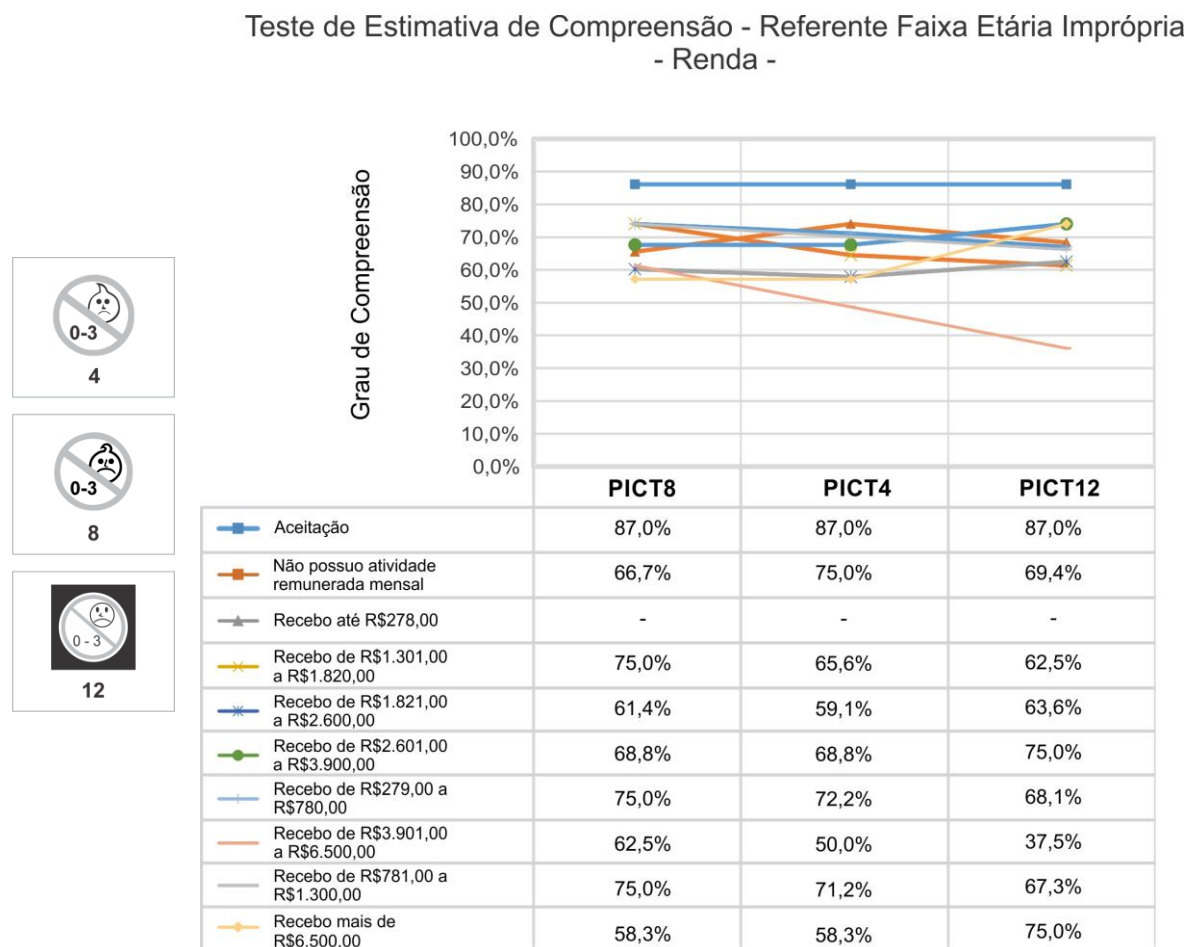 Teste de Estimativa de Compreensão - Referente Faixa Etária Imprópria
- Renda -
Grau de Compreensão
100,0%
90,0%
80,0%
70,0%
60,0%
50,0%
40,0%
30,0%
20,0%
10,0%
0,0%
0-3
4
0-3
8
0 - 3
12
PICT8 PICT4 PICT12
Aceitação 87,0% 87,0% 87,0%
Não possuo atividade
remunerada mensal 66,7% 75,0% 69,4%
Recebo até R$278,00 - - -
Recebo de R$1.301,00
a R$1.820,00 75,0% 65,6% 62,5%
Recebo de R$1.821,00
a R$2.600,00 61,4% 59,1% 63,6%
Recebo de R$2.601,00
a R$3.900,00 68,8% 68,8% 75,0%
Recebo de R$279,00 a
R$780,00 75,0% 72,2% 68,1%
Recebo de R$3.901,00
a R$6.500,00 62,5% 50,0% 37,5%
Recebo de R$781,00 a
R$1.300,00 75,0% 71,2% 67,3%
Recebo mais de
R$6.500,00 58,3% 58,3% 75,0%